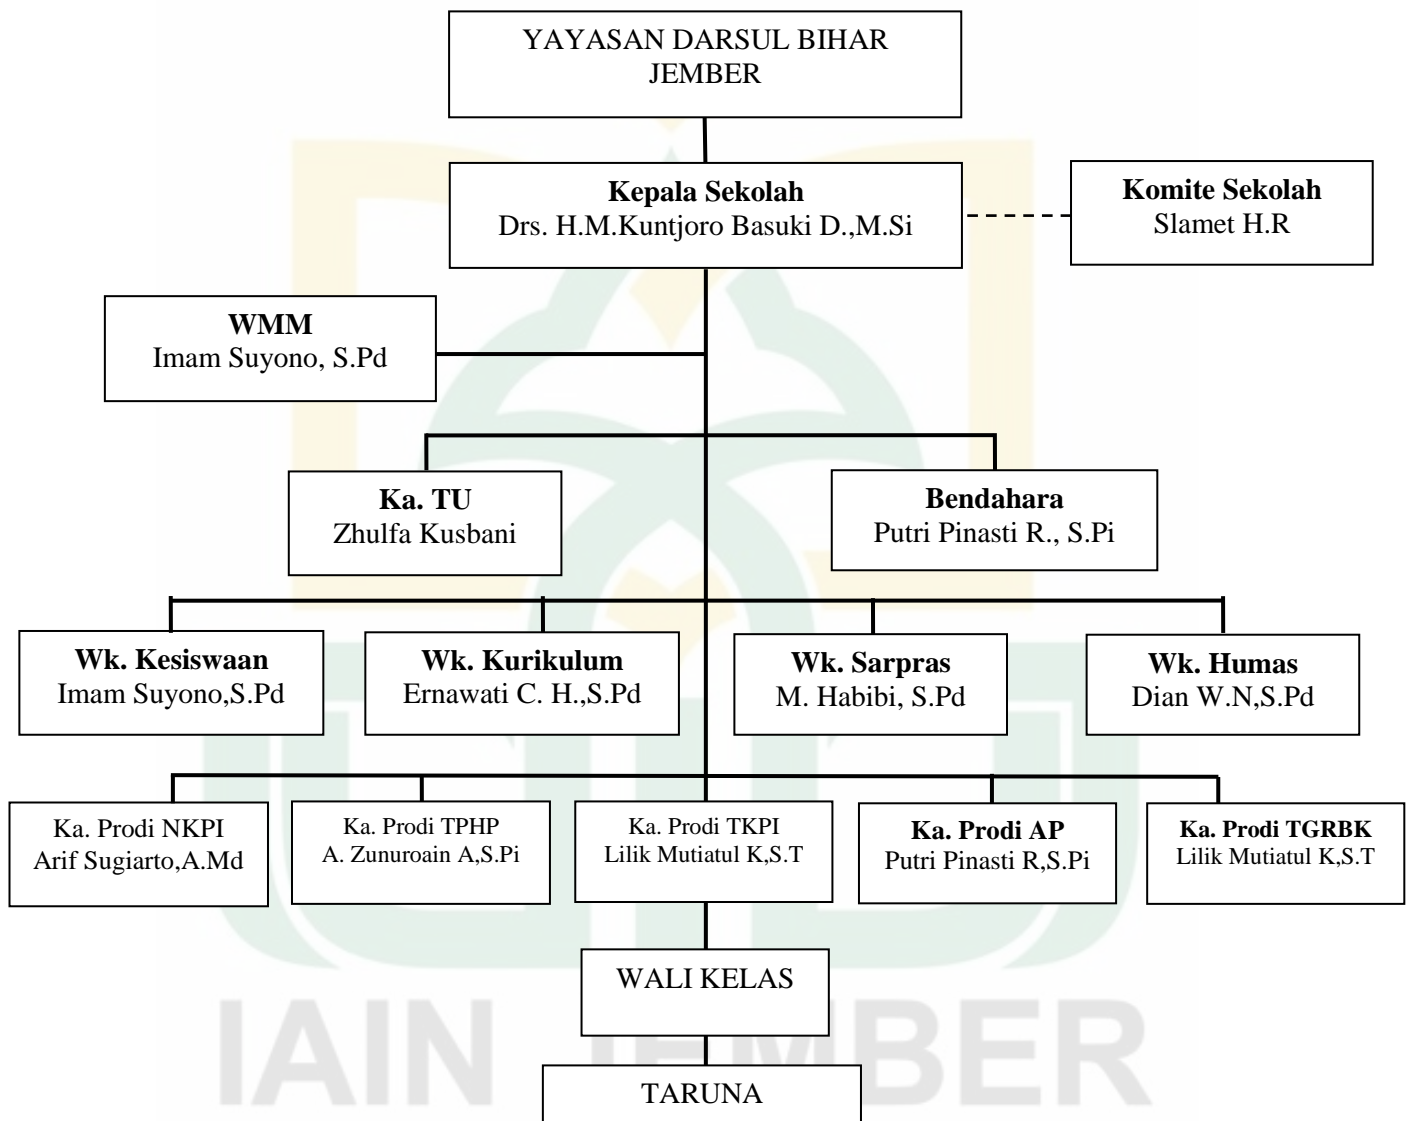 YAYASAN DARSUL BIHAR
JEMBER
Kepala Sekolah
Drs. H.M.Kuntjoro Basuki D.,M.Si
Komite Sekolah
Slamet H.R
WMM
Imam Suyono, S.Pd
Ka. TU
Zhulfa Kusbani
Bendahara
Putri Pinasti R., S.Pi
Wk. Kesiswaan
Imam Suyono,S.Pd
Wk. Kurikulum
Ernawati C. H.,S.Pd
Wk. Sarpras
M. Habibi, S.Pd
Wk. Humas
Dian W.N,S.Pd
Ka. Prodi NKPI
Arif Sugiarto,A.Md
Ka. Prodi TPHP
A. Zunuroain A,S.Pi
Ka. Prodi TKPI
Lilik Mutiatul K,S.T
Ka. Prodi AP
Putri Pinasti R,S.Pi
Ka. Prodi TGRBK
Lilik Mutiatul K,S.T
WALI KELAS
IAIN JEMBER
TARUNA